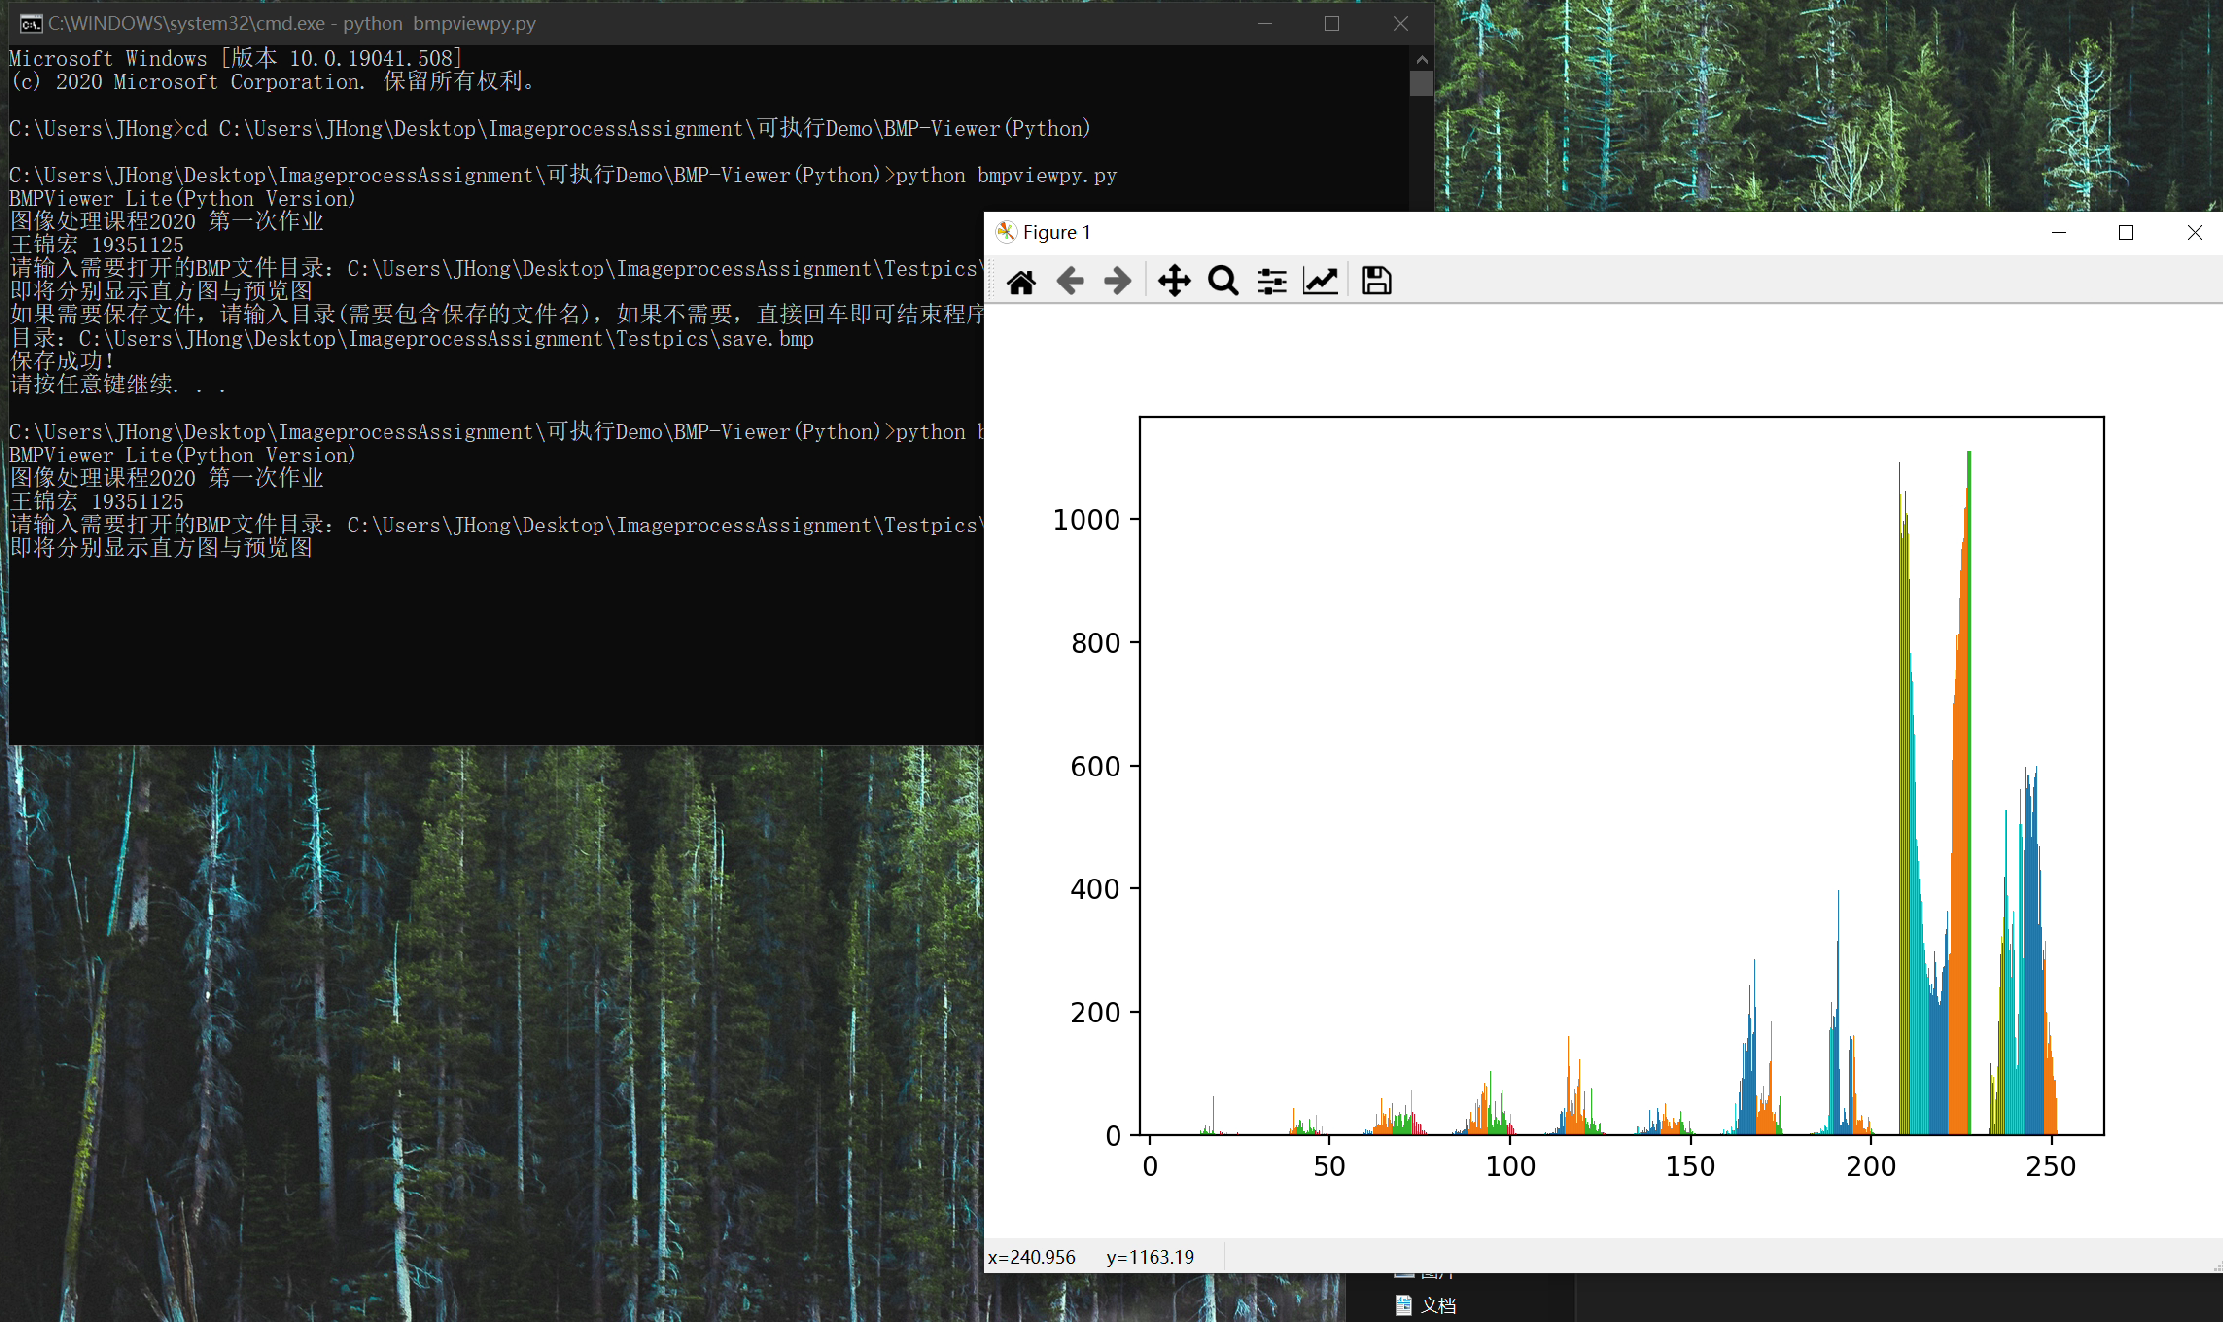 C:\WINDOWS\system32\cmd.exe - python  bmpviewpy.py
Microsoft Windows [版本 10.0.19041.508]
(c) 2020 Microsoft Corporation. 保留所有权利。
C:\Users\JHong>cd C:\Users\JHong\Desktop\ImageprocessAssignment\可执行Demo\BMP-Viewer(Python)
C:\Users\JHong\Desktop\ImageprocessAssignment\可执行Demo\BMP-Viewer(Python)>python bmpviewpy.py
BMPViewer Lite(Python Version)
图像处理课程2020 第一次作业
王锦宏 19351125
请输入需要打开的BMP文件目录：C:\Users\JHong\Desktop\ImageprocessAssignment\Testpics\
即将分别显示直方图与预览图
如果需要保存文件，请输入目录(需要包含保存的文件名)，如果不需要，直接回车即可结束程序
目录：C:\Users\JHong\Desktop\ImageprocessAssignment\Testpics\save.bmp
保存成功！
请按任意键继续. . .
C:\Users\JHong\Desktop\ImageprocessAssignment\可执行Demo\BMP-Viewer(Python)>python
BMPViewer Lite(Python Version)
图像处理课程2020 第一次作业
王锦宏 19351125
请输入需要打开的BMP文件目录：C:\Users\JHong\Desktop\ImageprocessAssignment\Testpics\
即将分别显示直方图与预览图
Figure 1
1000
800
600
400
200
0
0 50 100 150 200 250
x=240.956 y=1163.19
图片
文档